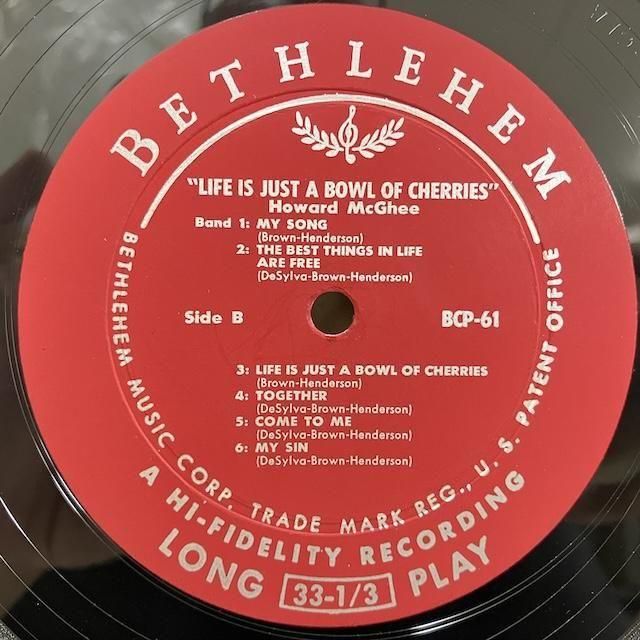 BETHLEHEM
"LIFE IS JUST A BOWL OF CHERRIES"
Howard McGhee
Band 1: MY SONG
(Brown-Henderson)
2: THE BEST THINGS IN LIFE
ARE FREE
(DeSylva-Brown-Henderson)
Side B BCP-61
3: LIFE IS JUST A BOWL OF CHERRIES
(Brown-Henderson)
4: TOGETHER
(DeSylva-Brown-Henderson)
5: COME TO ME
(DeSylva-Brown-Henderson)
6: MY SIN
(DeSylva-Brown-Henderson)
BETHLEHEM MUSIC CORP. TRADE MARK REG., U. S. PATENT OFFICE
A HI-FIDELITY RECORDING
LONG 33-1/3 PLAY